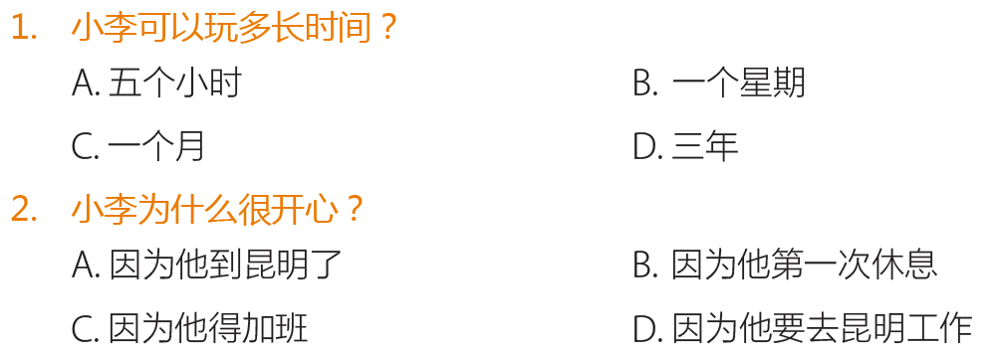 1. 小李可以玩多长时间？
A. 五个小时 B. 一个星期
C. 一个月 D. 三年
2. 小李为什么很开心？
A. 因为他到昆明了 B. 因为他第一次休息
C. 因为他得加班 D. 因为他要去昆明工作